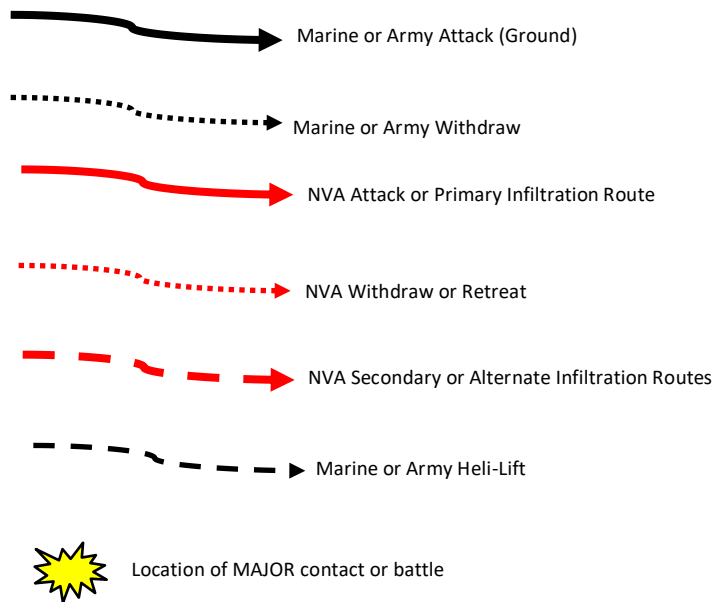 Marine or Army Attack (Ground)
Marine or Army Withdraw
NVA Attack or Primary Infiltration Route
NVA Withdraw or Retreat
NVA Secondary or Alternate Infiltration Routes
Marine or Army Heli-Lift
Location of MAJOR contact or battle